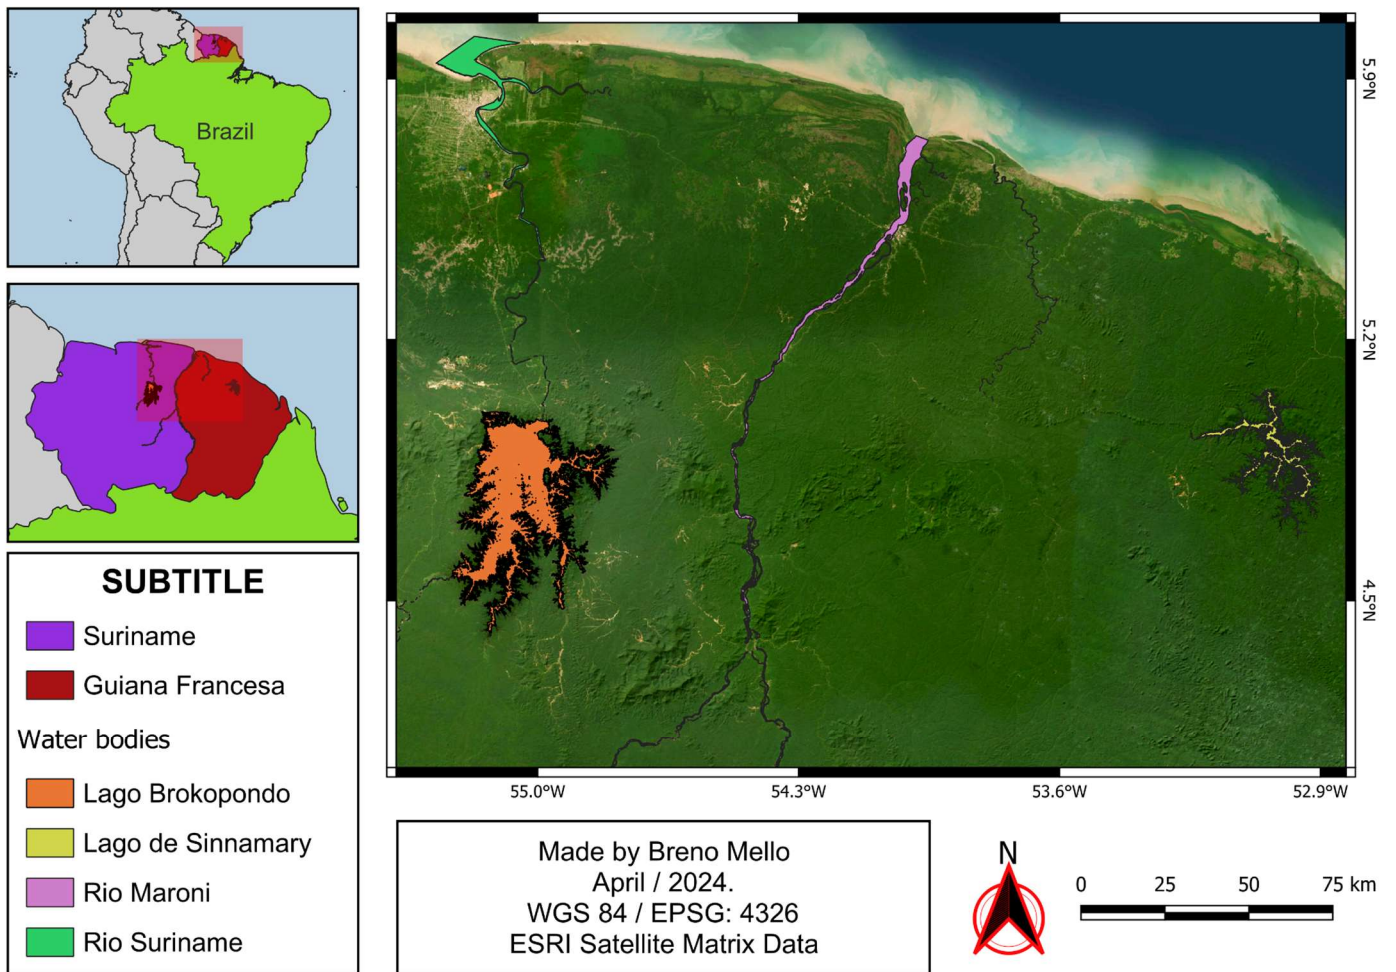 Brazil
SUBTITLE
Suriname
Guiana Francesa
Water bodies
Lago Brokopondo
Lago de Sinnamary
Rio Maroni
Rio Suriname
5.9°N
5.2°N
4.5°N
55.0°W
54.3°W
53.6°W
52.9°W
Made by Breno Mello
April / 2024.
WGS 84 / EPSG: 4326
ESRI Satellite Matrix Data
N
0 25 50 75 km